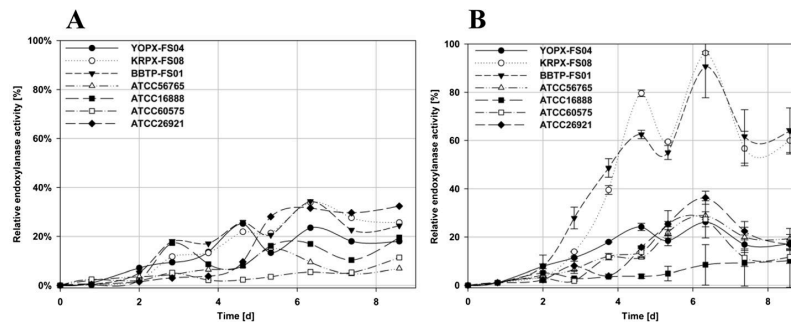 A
100%
80%
60%
40%
20%
0%
Relative endoxylanase activity [%]
YOPX-FS04
KRPX-FS08
BBTP-FS01
ATCC56765
ATCC16888
ATCC60575
ATCC26921
0
2
4
6
8
Time [d]
B
100
80
60
40
20
0
Relative endoxylanase activity [%]
YOPX-FS04
KRPX-FS08
BBTP-FS01
ATCC56765
ATCC16888
ATCC60575
ATCC26921
0
2
4
6
8
Time [d]